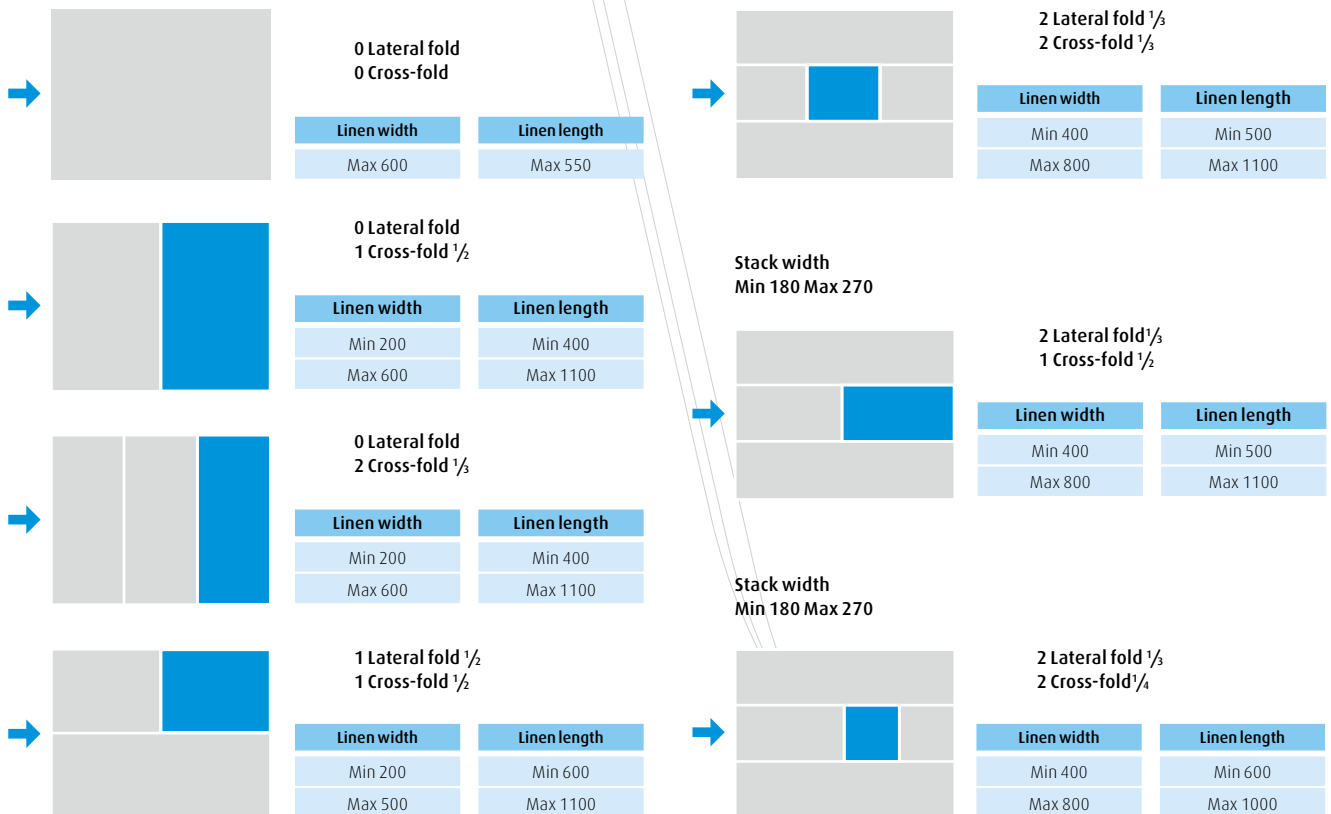 0 Lateral fold
0 Cross-fold
Linen width Linen length
Max 600 Max 550
0 Lateral fold
1 Cross-fold ½
Linen width Linen length
Min 200 Min 400
Max 600 Max 1100
0 Lateral fold
2 Cross-fold ⅓
Linen width Linen length
Min 200 Min 400
Max 600 Max 1100
1 Lateral fold ½
1 Cross-fold ½
Linen width Linen length
Min 200 Min 600
Max 500 Max 1100
2 Lateral fold ⅓
2 Cross-fold ⅓
Linen width Linen length
Min 400 Min 500
Max 800 Max 1100
Stack width
Min 180 Max 270
2 Lateral fold ⅓
1 Cross-fold ½
Linen width Linen length
Min 400 Min 500
Max 800 Max 1100
Stack width
Min 180 Max 270
2 Lateral fold ⅓
2 Cross-fold ¼
Linen width Linen length
Min 400 Min 600
Max 800 Max 1000